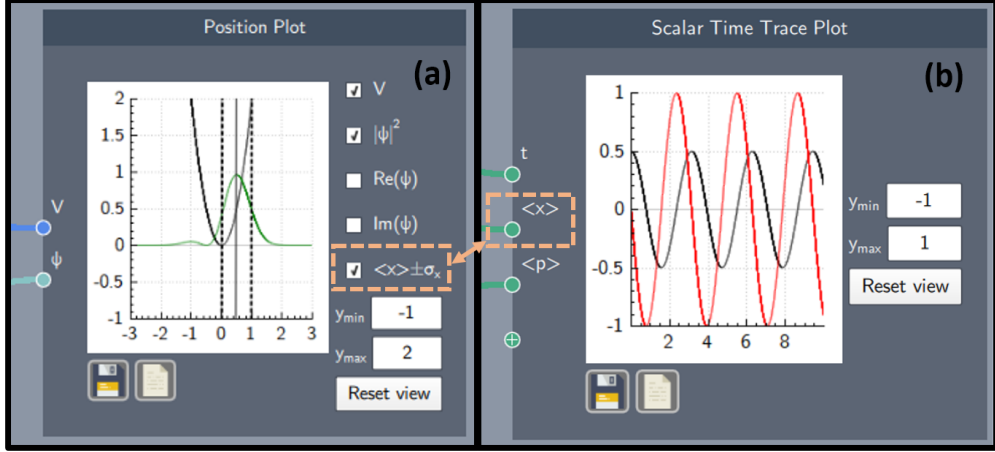 Position Plot
(a)
2
1.5
1
0.5
0
-0.5
-1
-3 -2 -1 0 1 2 3
V
|ψ|²
Re(ψ)
Im(ψ)
<x>±σₓ
V
ψ
yₘᵢₙ -1
yₘₐₓ 2
Reset view
Scalar Time Trace Plot
(b)
t
<x>
<p>
1
0.5
0
-0.5
-1
2 4 6 8
yₘᵢₙ -1
yₘₐₓ 1
Reset view